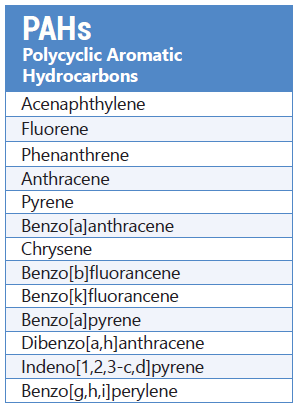 PAHs
Polycyclic Aromatic
Hydrocarbons
Acenaphthylene
Fluorene
Phenanthrene
Anthracene
Pyrene
Benzo[a]anthracene
Chrysene
Benzo[b]fluorancene
Benzo[k]fluorancene
Benzo[a]pyrene
Dibenzo[a,h]anthracene
Indeno[1,2,3-c,d]pyrene
Benzo[g,h,i]perylene